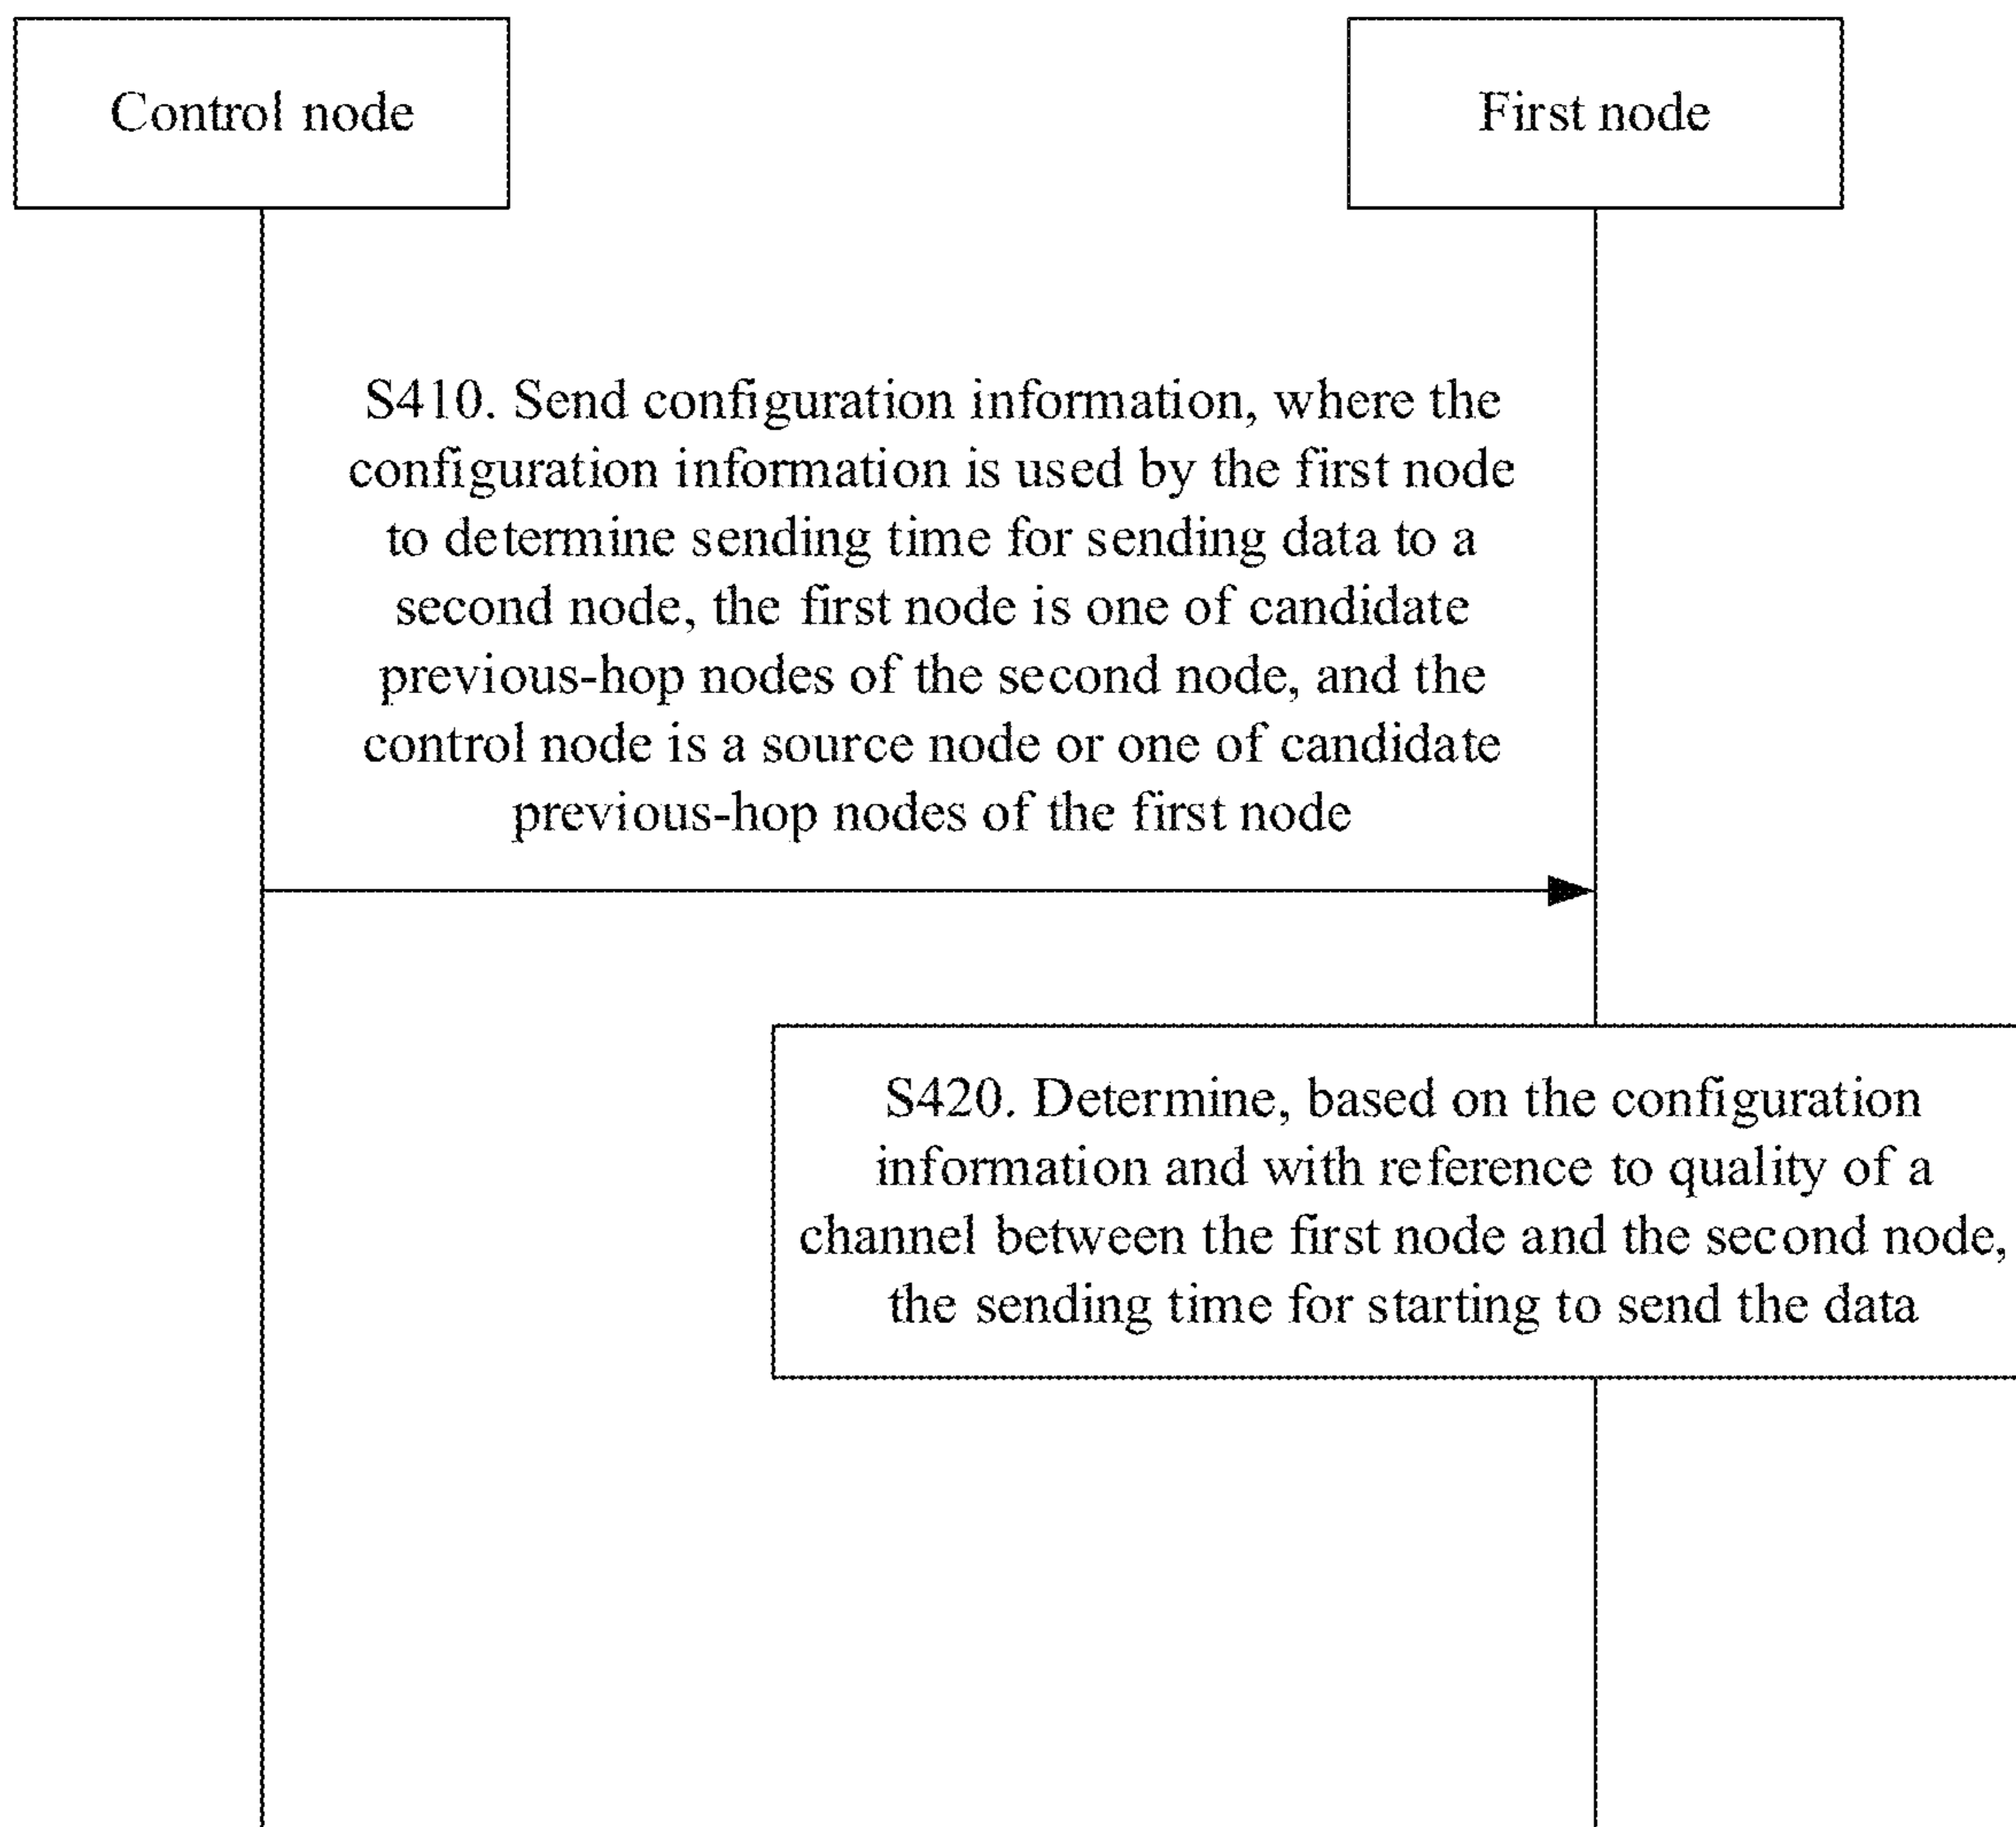 Control node
First node
S410. Send configuration information, where the
configuration information is used by the first node
to determine sending time for sending data to a
second node, the first node is one of candidate
previous-hop nodes of the second node, and the
control node is a source node or one of candidate
previous-hop nodes of the first node
S420. Determine, based on the configuration
information and with reference to quality of a
channel between the first node and the second node,
the sending time for starting to send the data